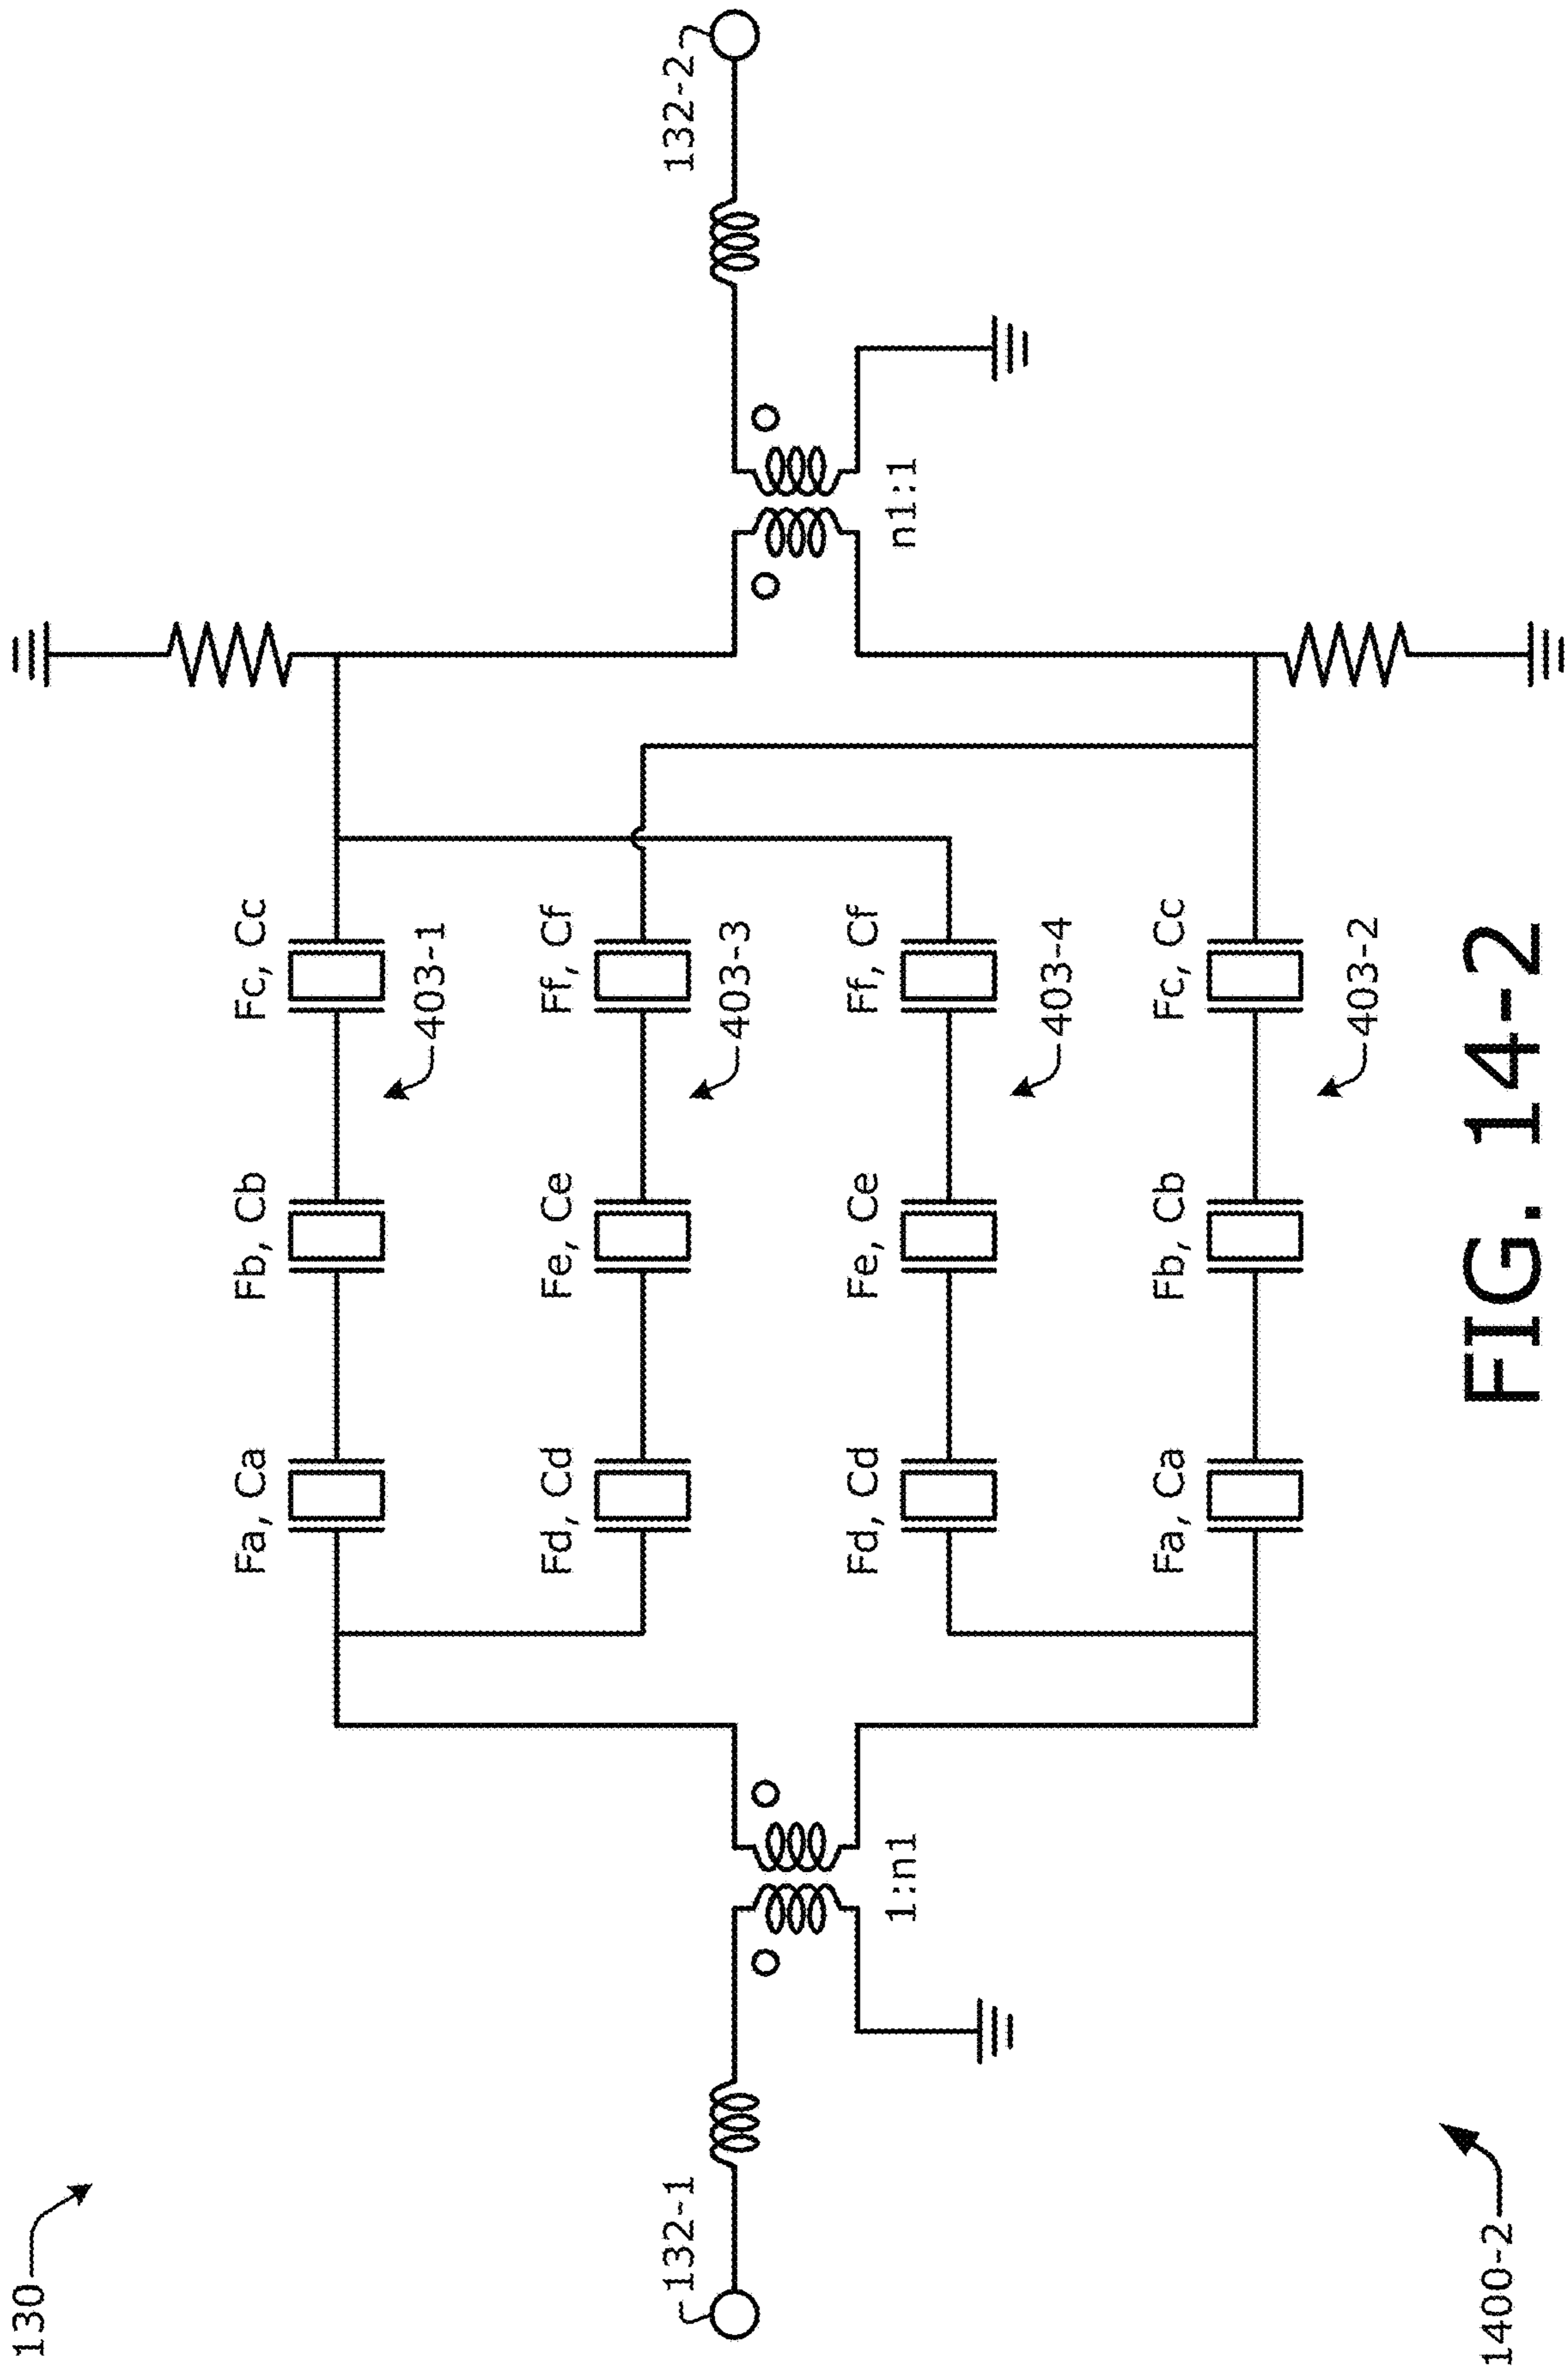 130
132-1
132-2
1:n1
n1:1
Fa, Ca
Fb, Cb
Fc, Cc
403-1
Fd, Cd
Fe, Ce
Ff, Cf
403-3
Fd, Cd
Fe, Ce
Ff, Cf
403-4
Fa, Ca
Fb, Cb
Fc, Cc
403-2
1400-2
FIG. 14-2